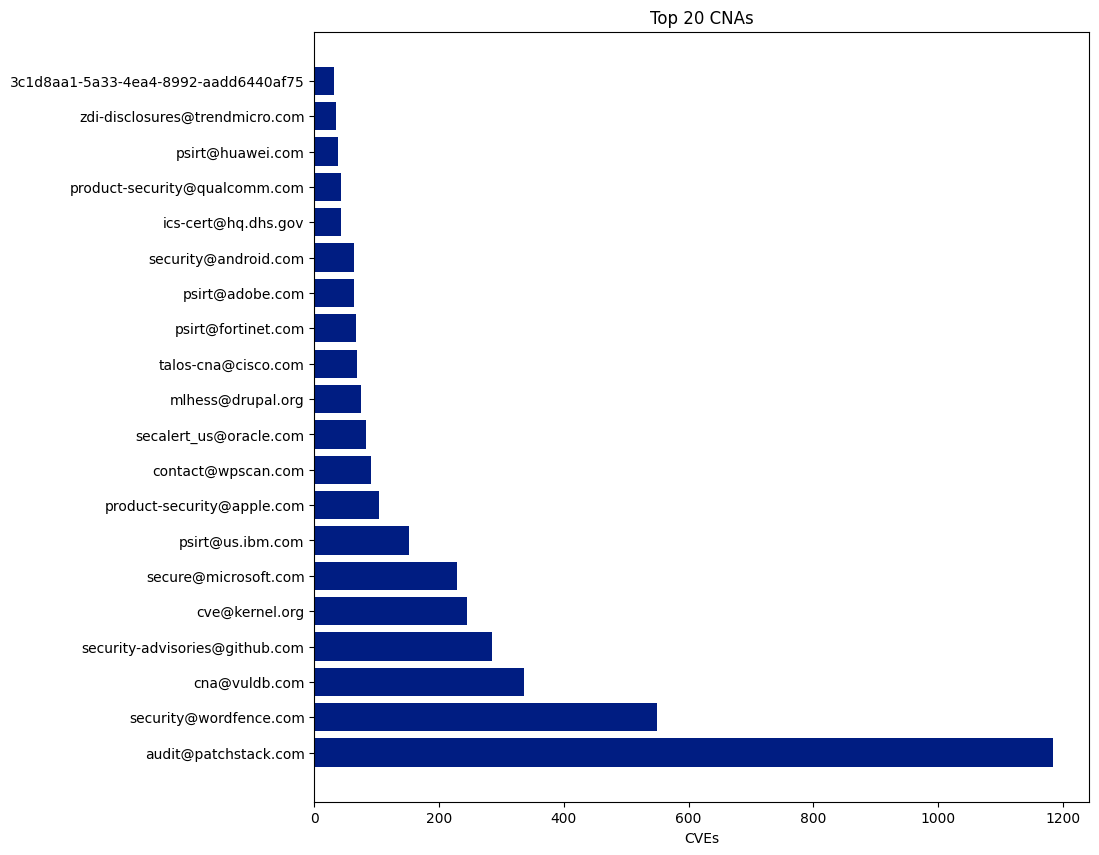 Top 20 CNAs
3c1d8aa1-5a33-4ea4-8992-aadd6440af75
zdi-disclosures@trendmicro.com
psirt@huawei.com
product-security@qualcomm.com
ics-cert@hq.dhs.gov
security@android.com
psirt@adobe.com
psirt@fortinet.com
talos-cna@cisco.com
mlhess@drupal.org
secalert_us@oracle.com
contact@wpscan.com
product-security@apple.com
psirt@us.ibm.com
secure@microsoft.com
cve@kernel.org
security-advisories@github.com
cna@vuldb.com
security@wordfence.com
audit@patchstack.com
0 200 400 600 800 1000 1200
CVEs